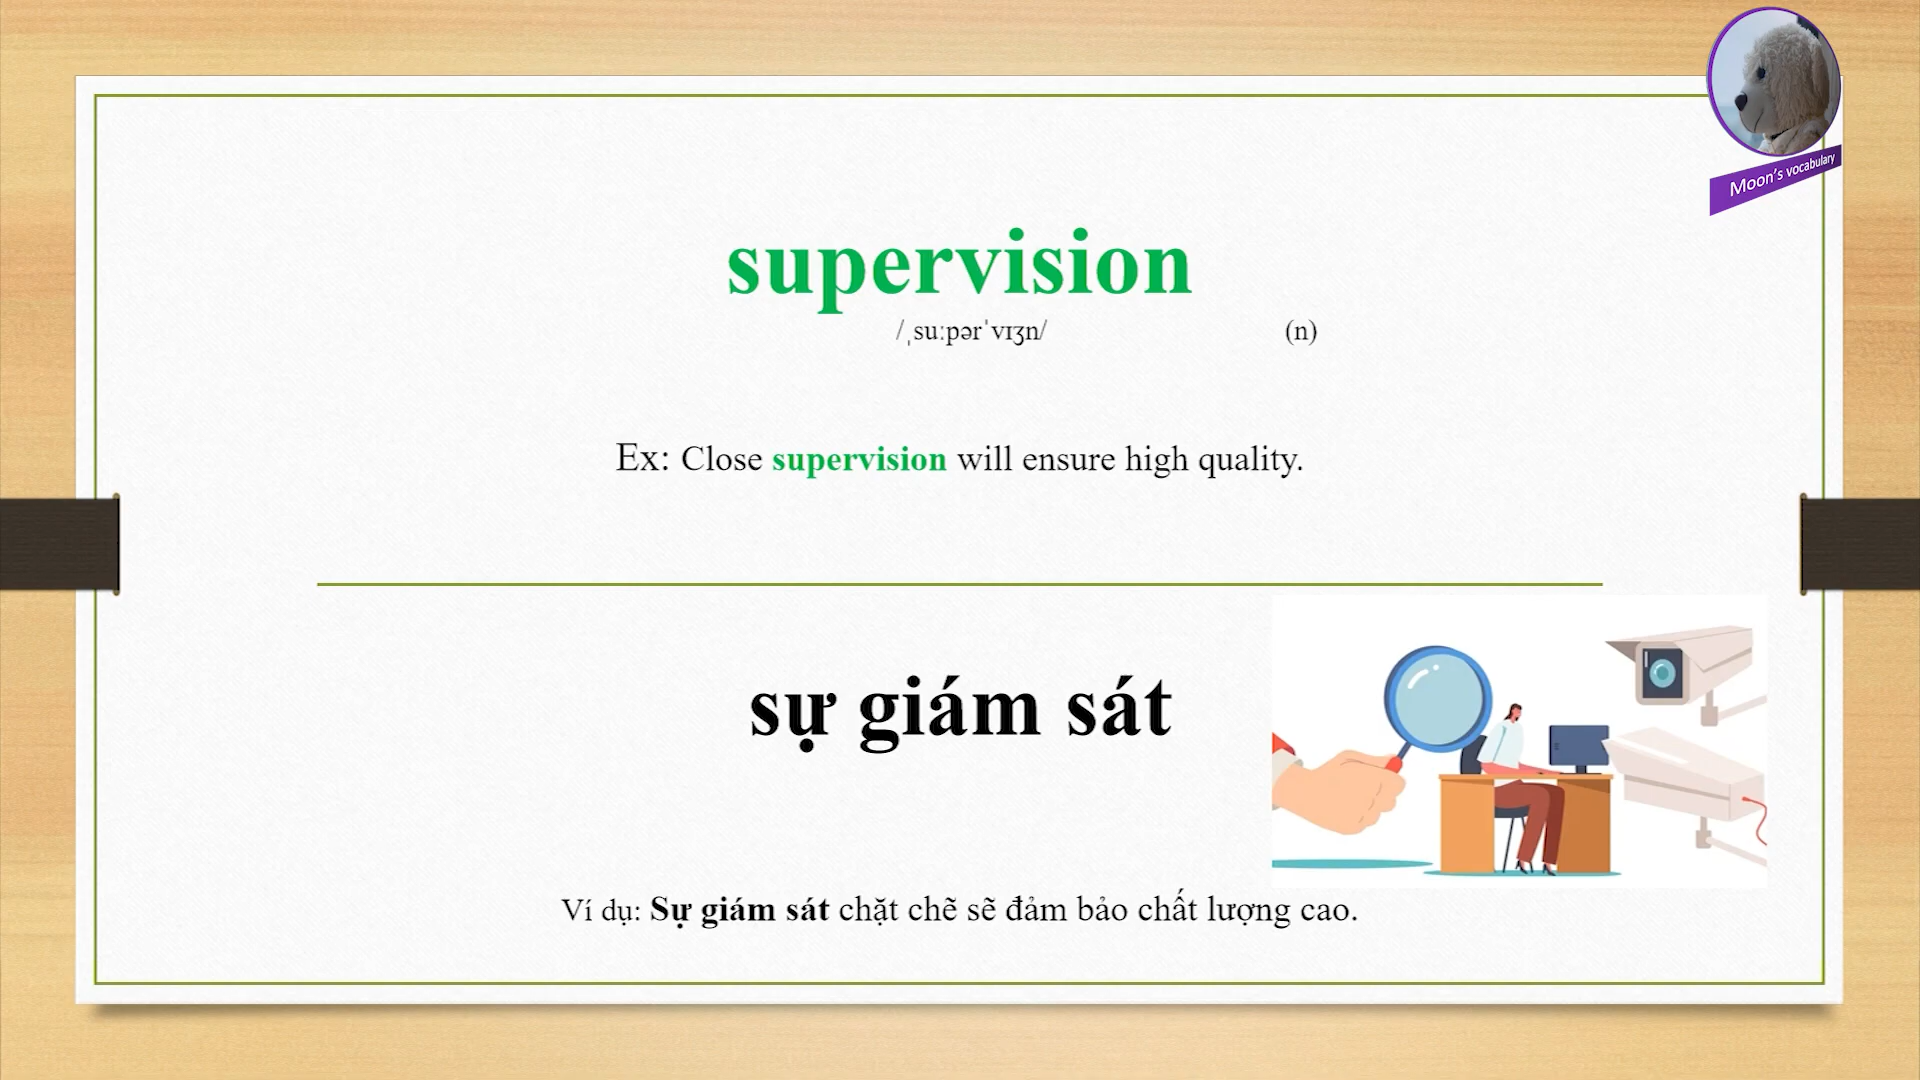 Moon's vocabulary
supervision
/ˌsuːpərˈvɪʒn/ (n)
Ex: Close supervision will ensure high quality.
sự giám sát
Ví dụ: Sự giám sát chặt chẽ sẽ đảm bảo chất lượng cao.